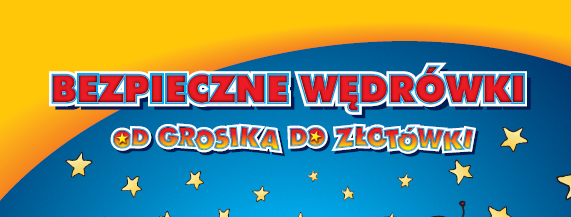 BEZPIECZNE WĘDRÓWKI
OD GROSIKA DO ZŁOTÓWKI